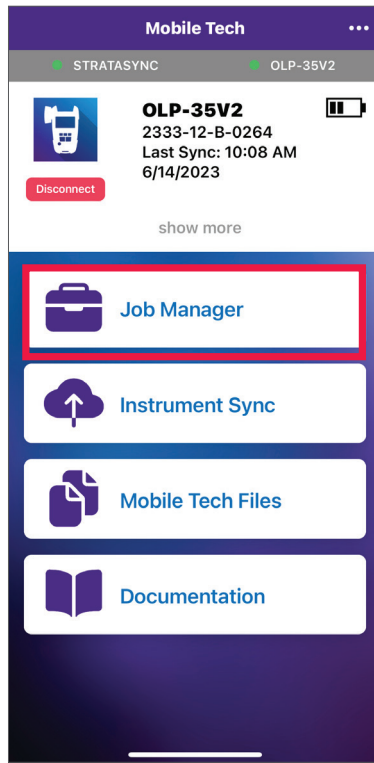 Mobile Tech
STRATASYNC OLP-35V2
OLP-35V2
2333-12-B-0264
Last Sync: 10:08 AM
6/14/2023
Disconnect
show more
Job Manager
Instrument Sync
Mobile Tech Files
Documentation